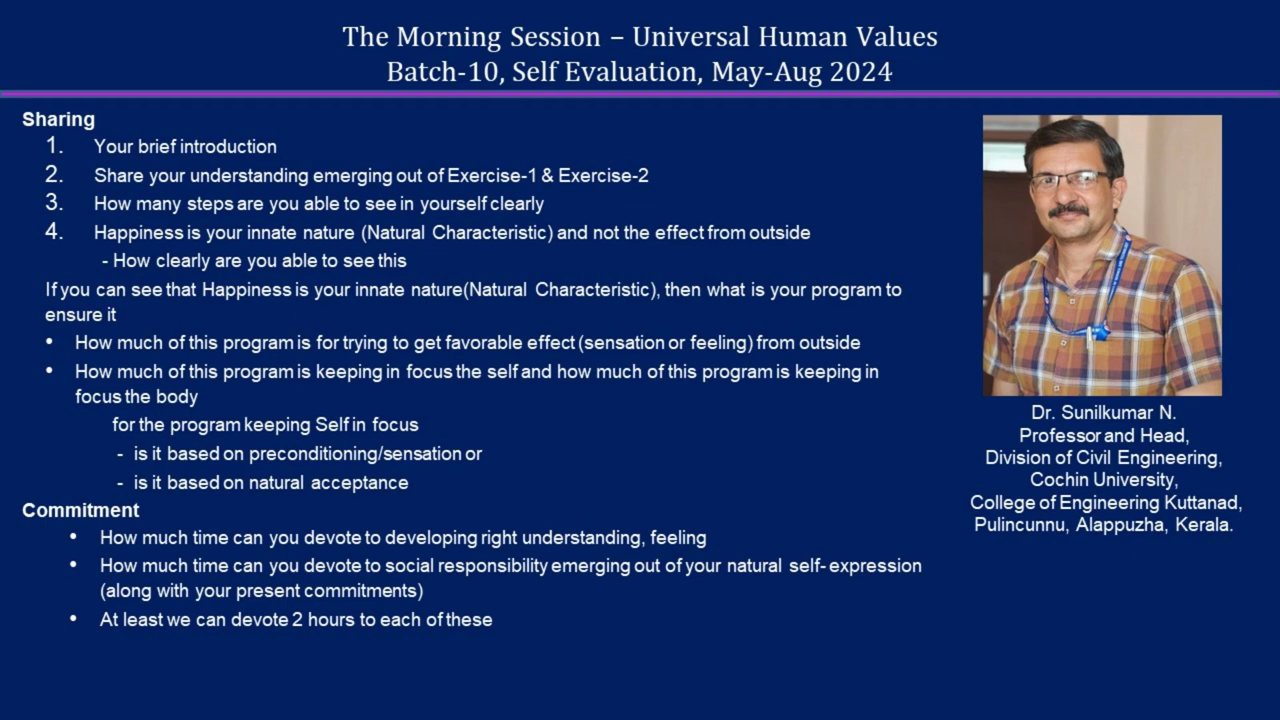 The Morning Session – Universal Human Values
Batch-10, Self Evaluation, May-Aug 2024
Sharing
1. Your brief introduction
2. Share your understanding emerging out of Exercise-1 & Exercise-2
3. How many steps are you able to see in yourself clearly
4. Happiness is your innate nature (Natural Characteristic) and not the effect from outside
- How clearly are you able to see this
If you can see that Happiness is your innate nature(Natural Characteristic), then what is your program to
ensure it
• How much of this program is for trying to get favorable effect (sensation or feeling) from outside
• How much of this program is keeping in focus the self and how much of this program is keeping in
focus the body
for the program keeping Self in focus
- is it based on preconditioning/sensation or
- is it based on natural acceptance
Commitment
• How much time can you devote to developing right understanding, feeling
• How much time can you devote to social responsibility emerging out of your natural self-expression
(along with your present commitments)
• At least we can devote 2 hours to each of these
Dr. Sunilkumar N.
Professor and Head,
Division of Civil Engineering,
Cochin University,
College of Engineering Kuttanad,
Pulincunnu, Alappuzha, Kerala.